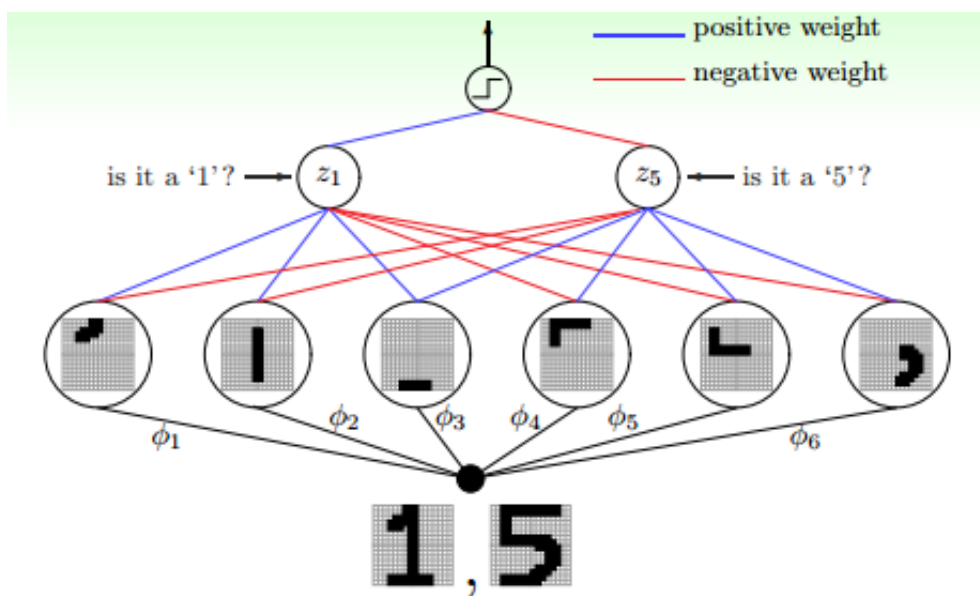 positive weight
negative weight
is it a ‘1’?
z₁
z₅
is it a ‘5’?
ϕ₁
ϕ₂
ϕ₃
ϕ₄
ϕ₅
ϕ₆
1 , 5